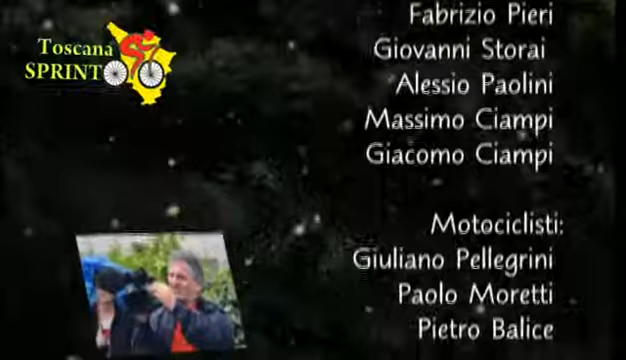 Toscana
SPRINT
Fabrizio Pieri
Giovanni Storai
Alessio Paolini
Massimo Ciampi
Giacomo Ciampi
Motociclisti:
Giuliano Pellegrini
Paolo Moretti
Pietro Balice